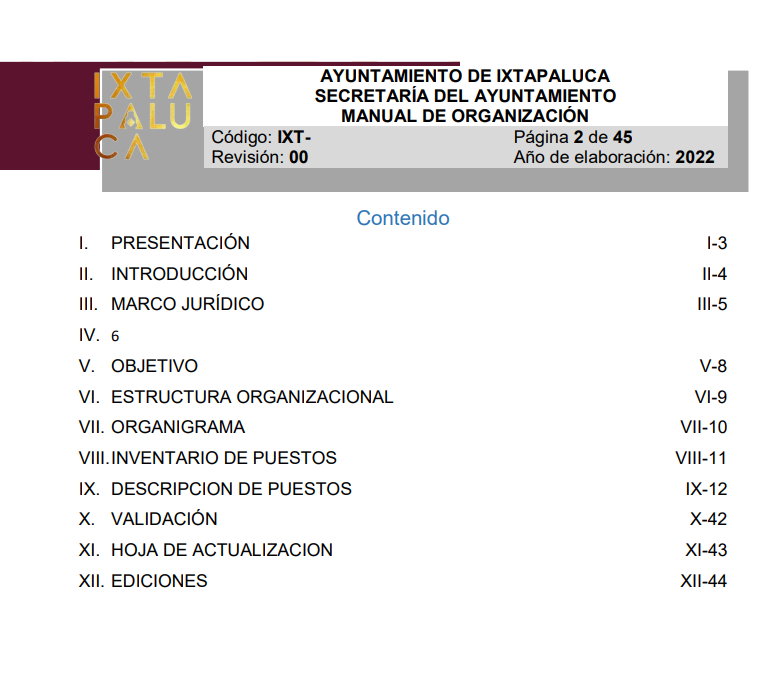 IXTA
PALU
CA
AYUNTAMIENTO DE IXTAPALUCA
SECRETARÍA DEL AYUNTAMIENTO
MANUAL DE ORGANIZACIÓN
Código: IXT- Página 2 de 45
Revisión: 00 Año de elaboración: 2022
Contenido
I. PRESENTACIÓN I-3
II. INTRODUCCIÓN II-4
III. MARCO JURÍDICO III-5
IV. 6
V. OBJETIVO V-8
VI. ESTRUCTURA ORGANIZACIONAL VI-9
VII. ORGANIGRAMA VII-10
VIII. INVENTARIO DE PUESTOS VIII-11
IX. DESCRIPCION DE PUESTOS IX-12
X. VALIDACIÓN X-42
XI. HOJA DE ACTUALIZACION XI-43
XII. EDICIONES XII-44